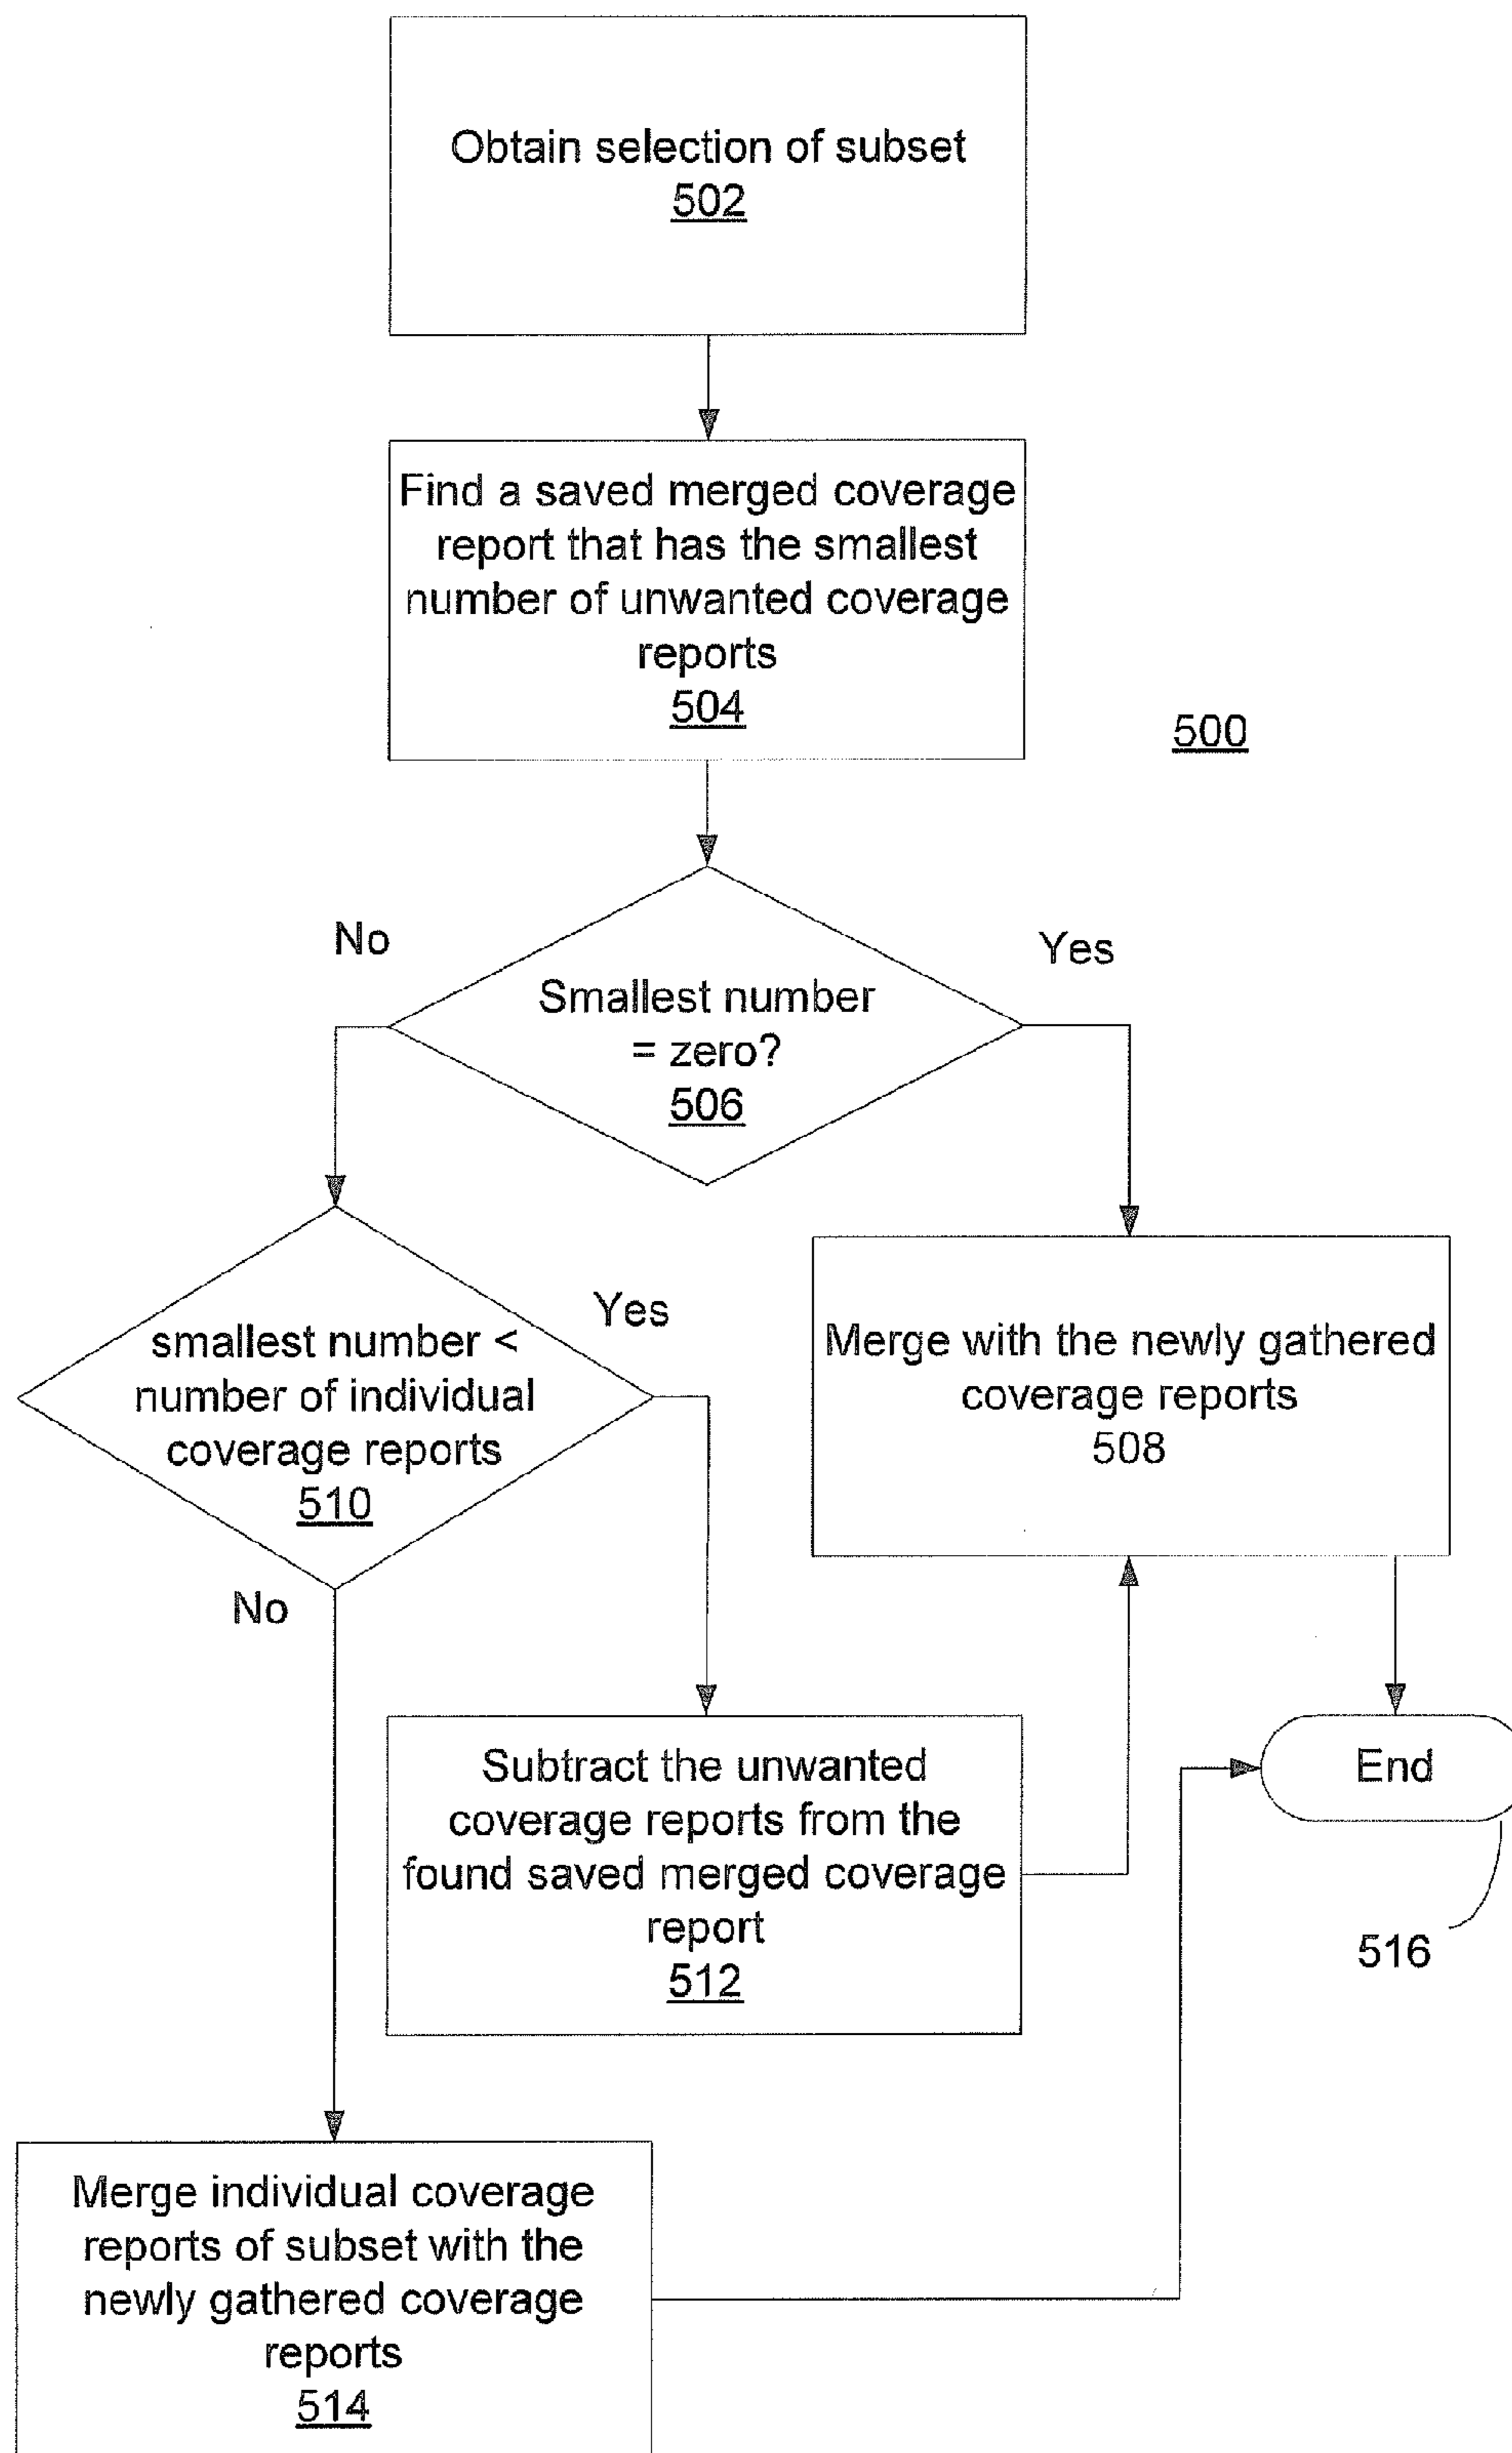 Obtain selection of subset
502
Find a saved merged coverage
report that has the smallest
number of unwanted coverage
reports
504
500
No
Yes
Smallest number
= zero?
506
Yes
smallest number <
number of individual
coverage reports
510
No
Merge with the newly gathered
coverage reports
508
Subtract the unwanted
coverage reports from the
found saved merged coverage
report
512
End
516
Merge individual coverage
reports of subset with the
newly gathered coverage
reports
514